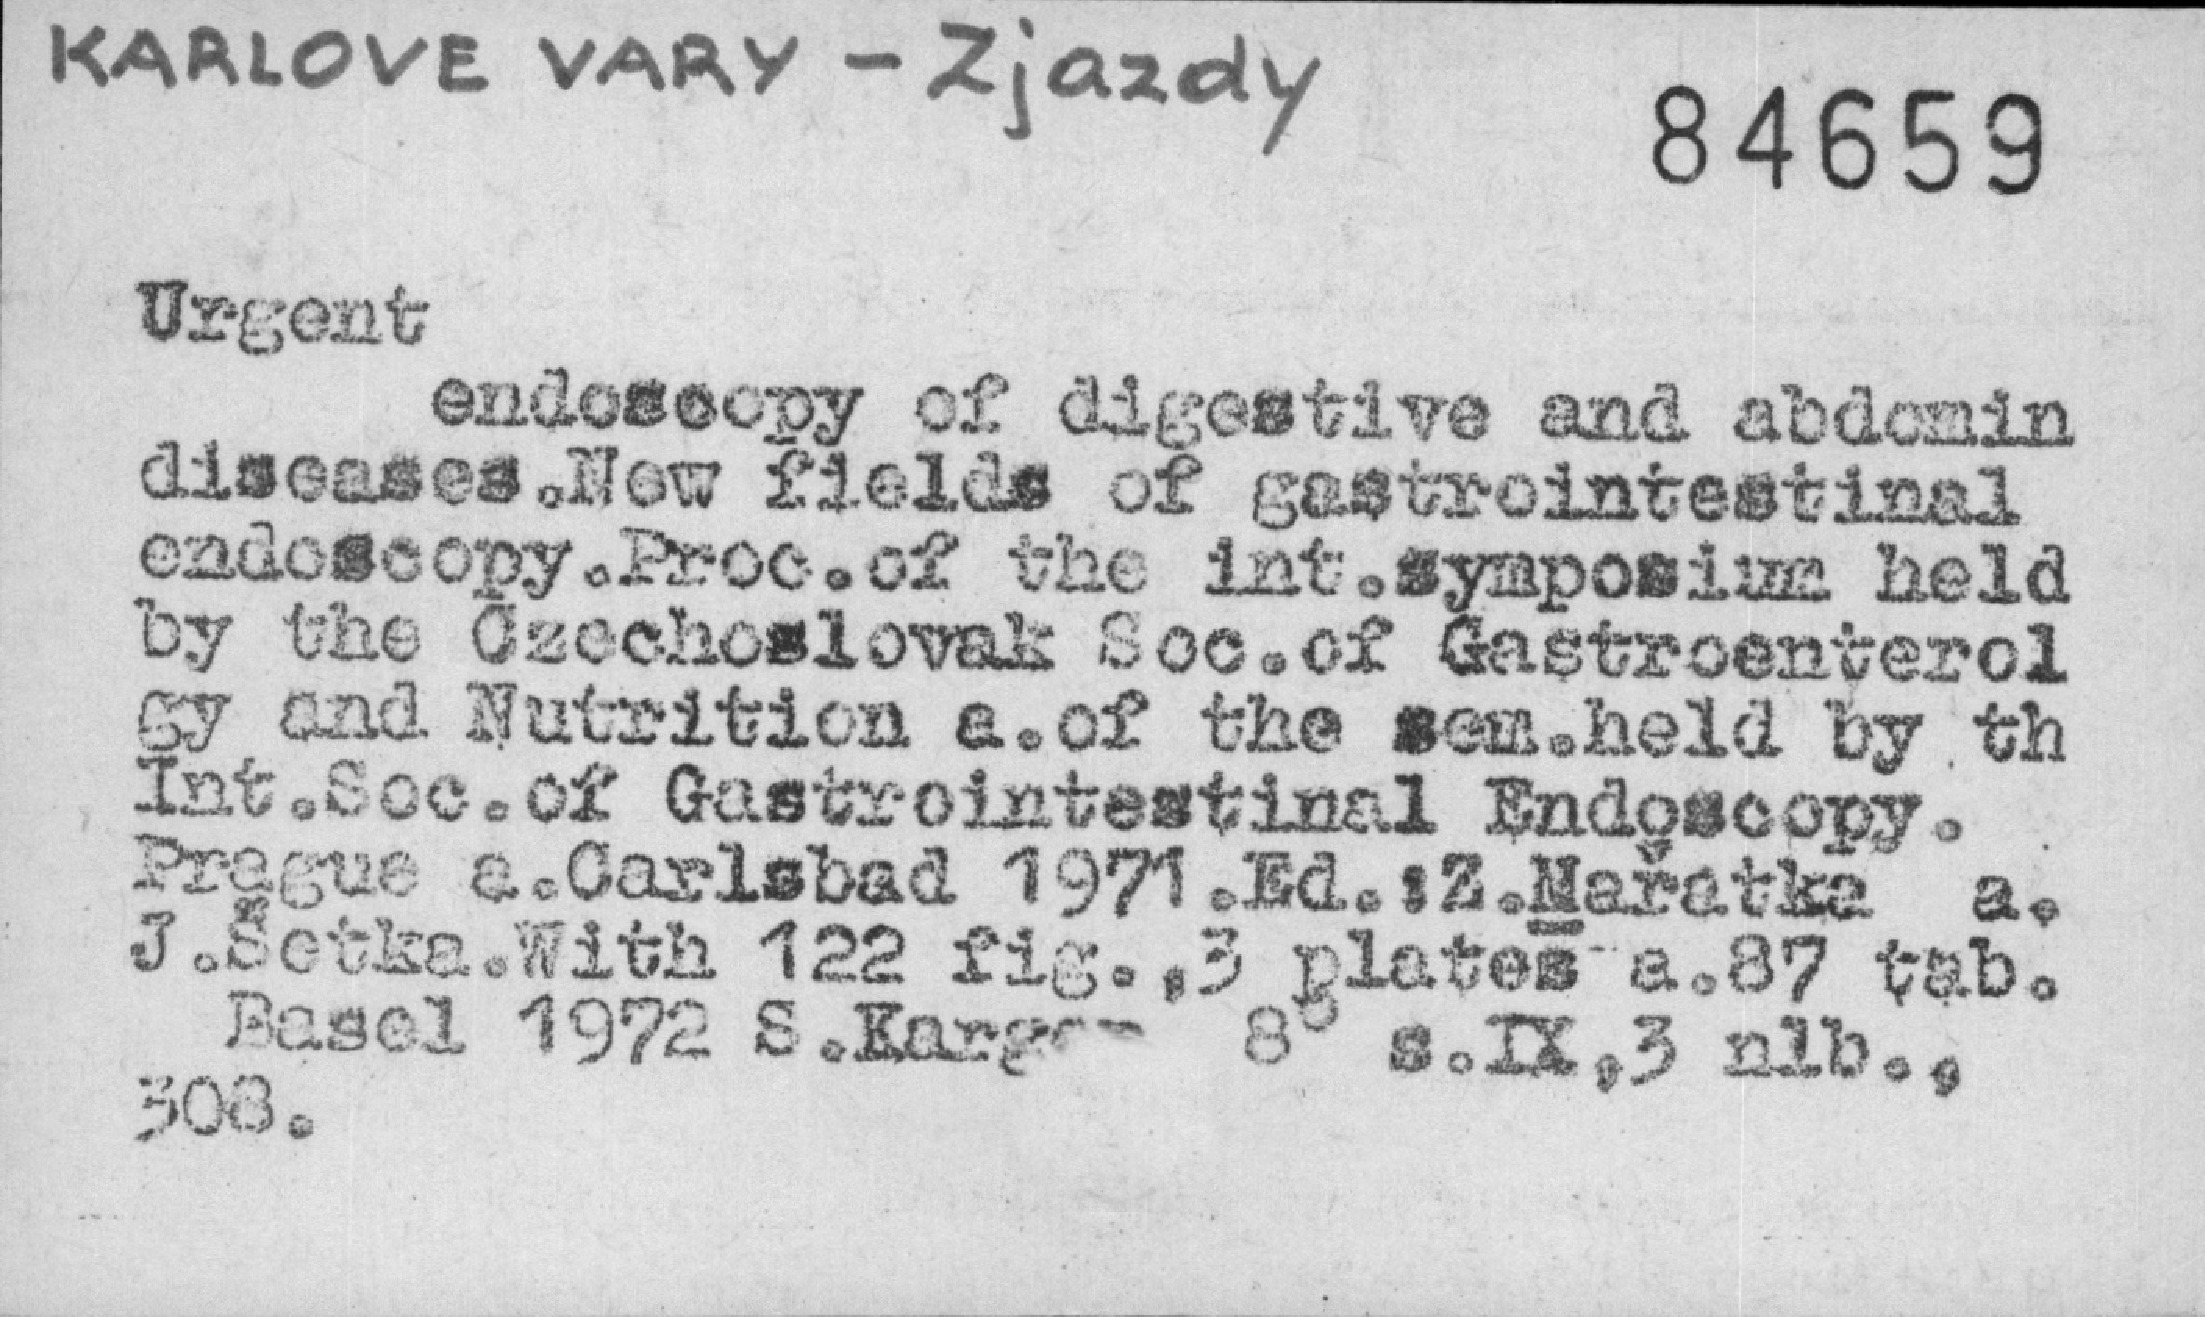 KARLOVE VARY - Zjazdy
84659
Urgent
endoscopy of digestive and abdomin
diseases.New fields of gastrointestinal
endoscopy.Proc.of the int.symposium held
by the Czechoslovak Soc.of Gastroenterol
gy and Nutrition a.of the sem.held by th
Int.Soc.of Gastrointestinal Endoscopy.
Prague a.Carlsbad 1971.Ed.:Z.Mařatka a.
J.Šetka.With 122 fig.,3 plates a.87 tab.
Basel 1972 S.Karger 8° s.IX,3 nlb.,
308.